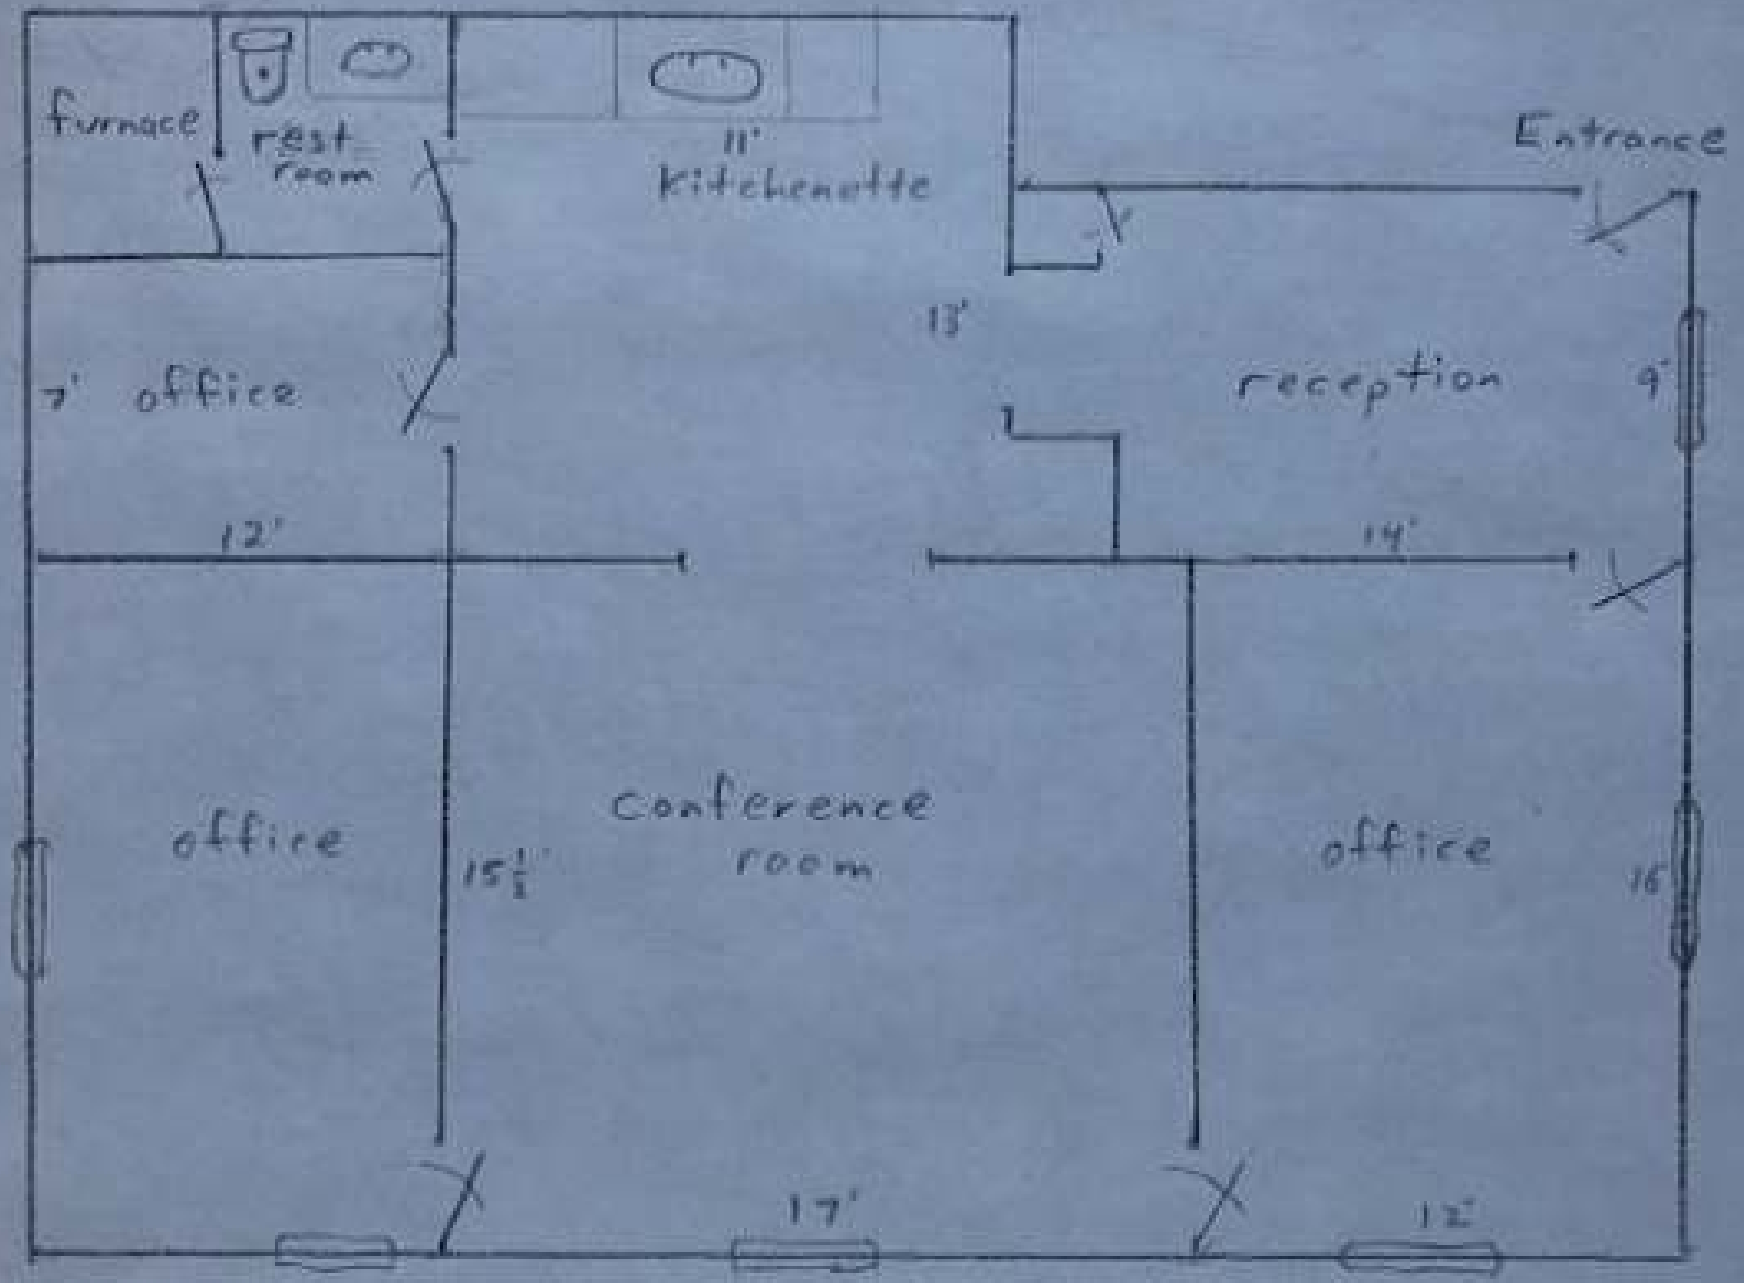 furnace
rest
room
11'
Kitchenette
Entrance
13'
reception
9'
7'
office
12'
14'
office
conference
room
15½'
office
16
17'
12'